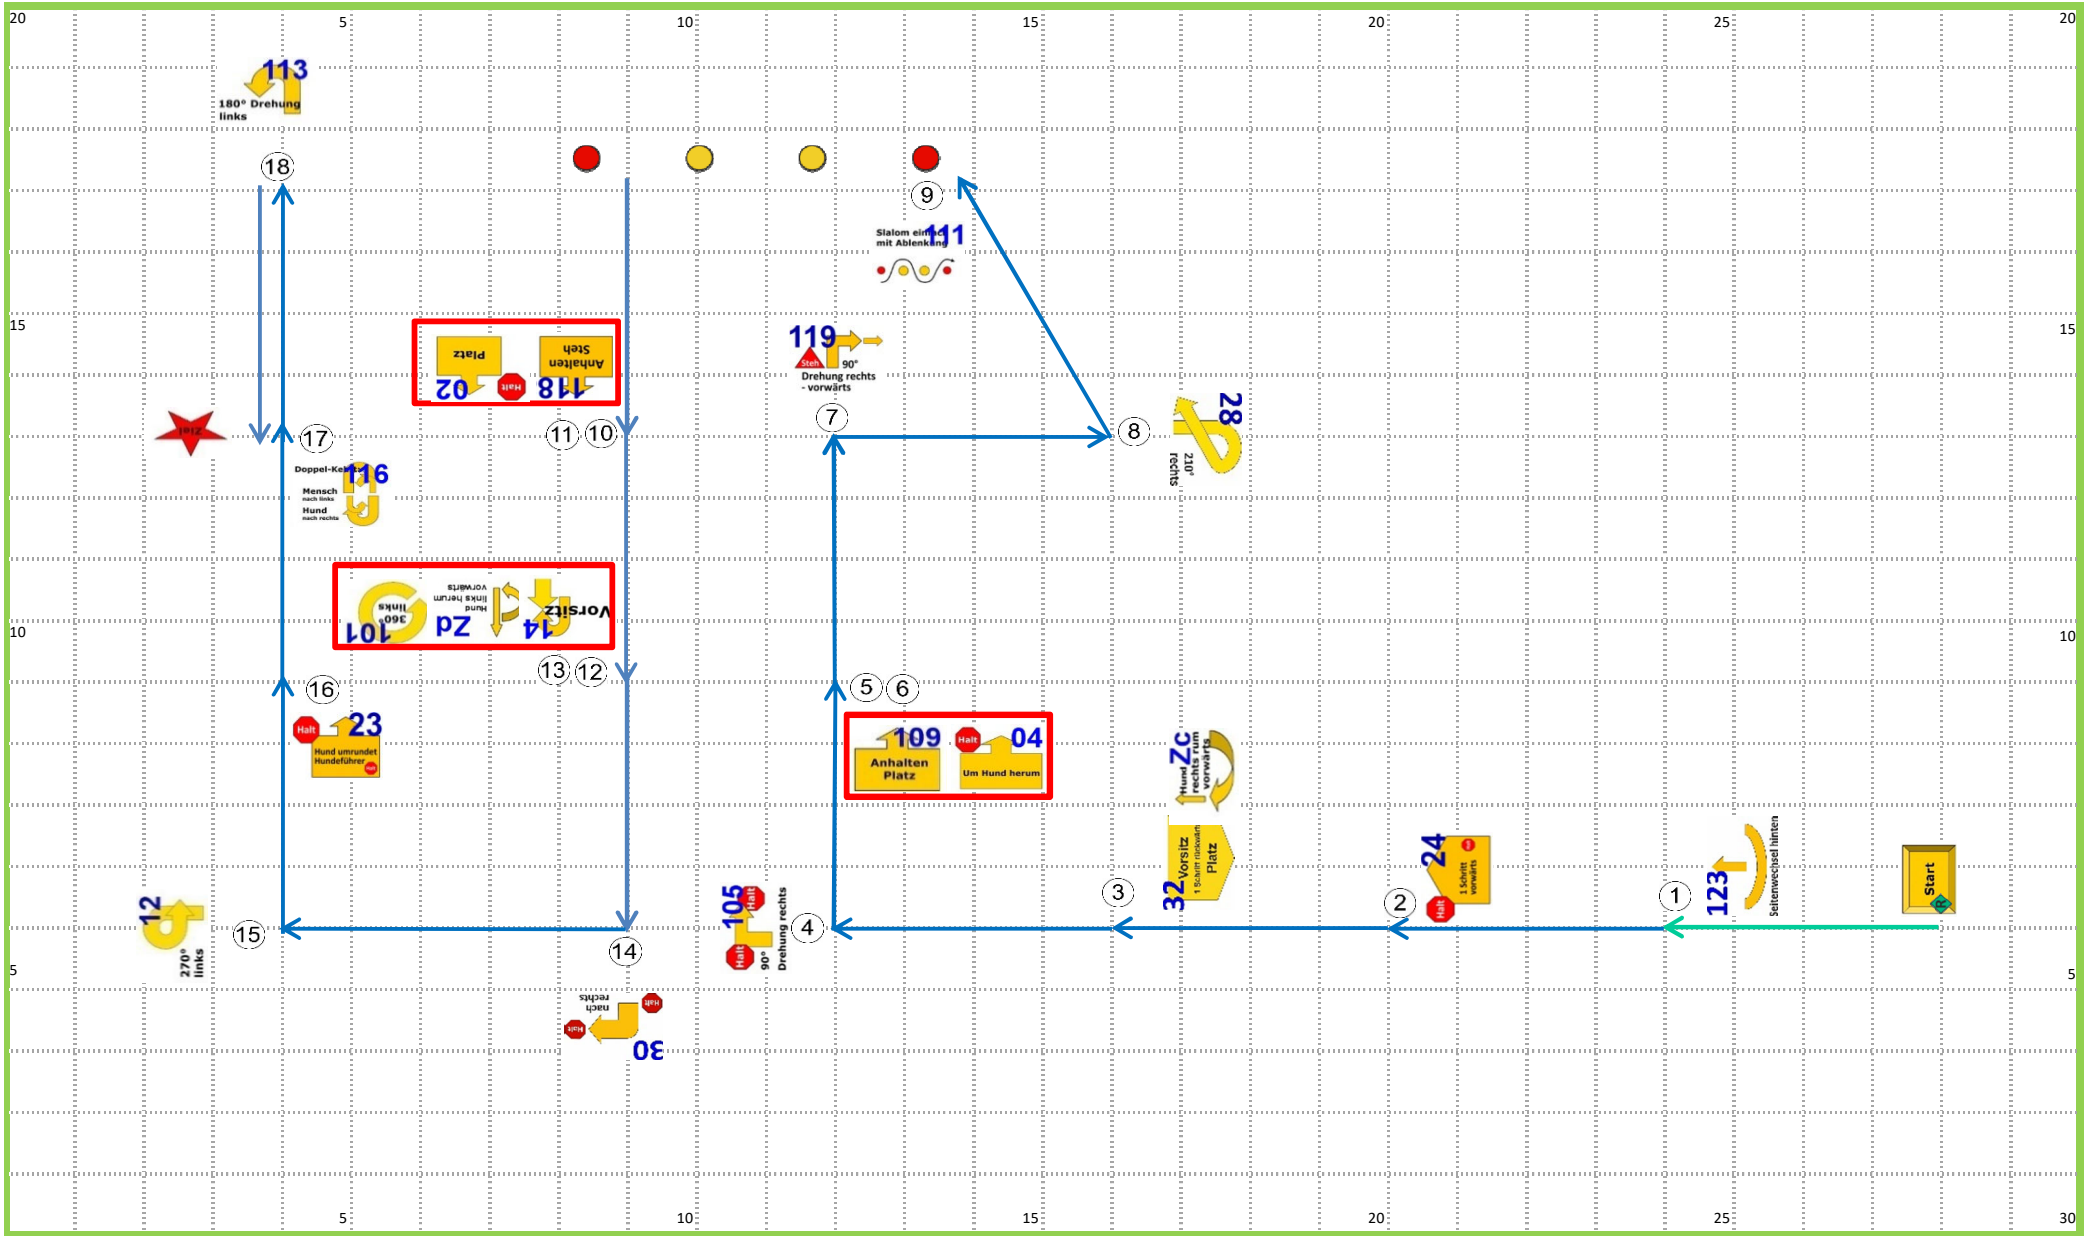 20 5 10 15 20 25 20
113
180° Drehung
links
18
9
Slalom einfach
mit Ablenkung
111
15 15
Platz
02
Halt
Anhalten
Steh
118
119
Steh
90°
Drehung rechts
- vorwärts
28
210°
rechts
Ziel
17
11 10
7
8
116
Mensch
nach links
Hund
nach rechts
360°
links
101
Hund
links herum
vorwärts
Zd
Vorsitz
14
10 10
13 12
16
5 6
Halt
23
Hund umrundet
Hundeführer
Halt
109
Anhalten
Platz
Halt
04
Um Hund herum
Zc
Hund
rechts rum
vorwärts
32
Vorsitz
1 Schritt rückwärts
Platz
3
24
1 Schritt
vorwärts
Halt
2
1
123
Seitenwechsel hinten
Start
R
12
270°
links
15
14
105
Halt
Halt
90°
Drehung rechts
4
5 5
nach
rechts
Halt
Halt
30
5 10 15 20 25 30